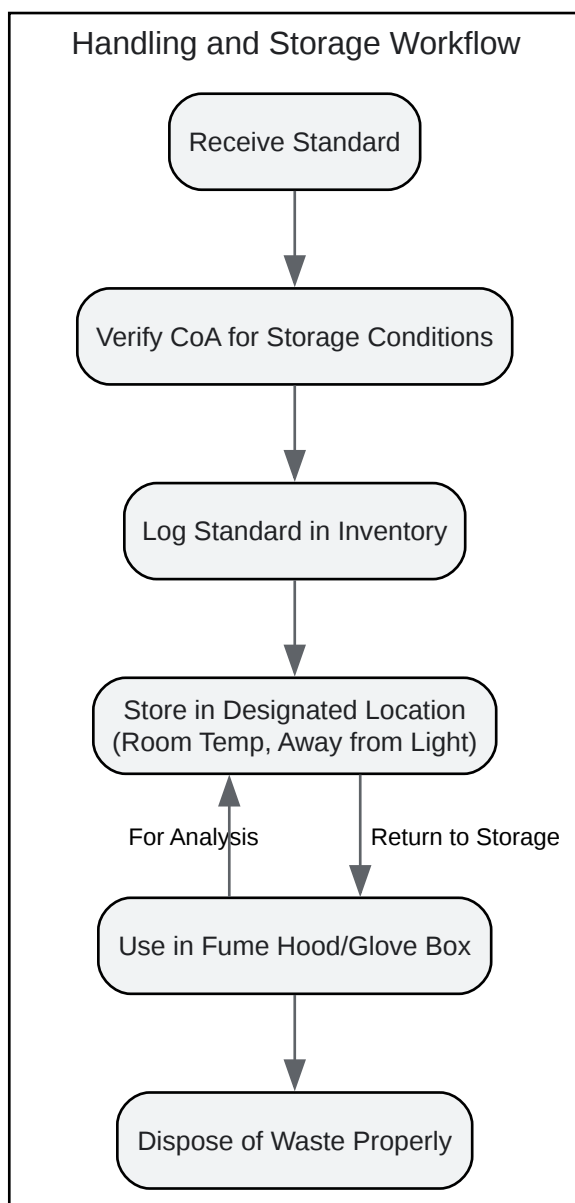 Handling and Storage Workflow
Receive Standard
Verify CoA for Storage Conditions
Log Standard in Inventory
Store in Designated Location
(Room Temp, Away from Light)
For Analysis
Return to Storage
Use in Fume Hood/Glove Box
Dispose of Waste Properly